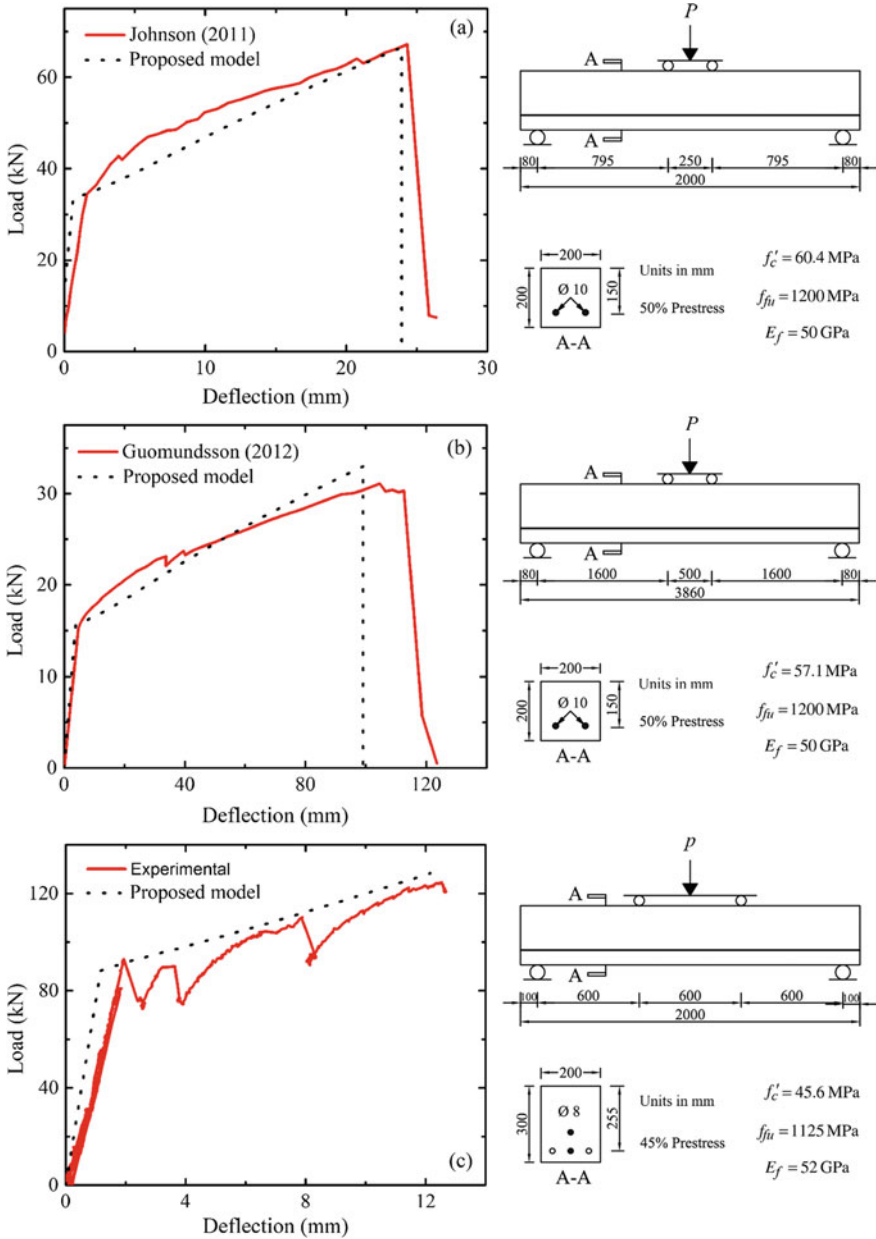 (a)
Johnson (2011)
Proposed model
60
40
20
0
Load (kN)
0 10 20 30
Deflection (mm)
P
A
A
80 795 250 795 80
2000
200
200
150
Ø 10
A-A
Units in mm
50% Prestress
f'c = 60.4 MPa
ffu = 1200 MPa
Ef = 50 GPa
(b)
Guomundsson (2012)
Proposed model
30
20
10
0
Load (kN)
0 40 80 120
Deflection (mm)
P
A
A
80 1600 500 1600 80
3860
200
200
150
Ø 10
A-A
Units in mm
50% Prestress
f'c = 57.1 MPa
ffu = 1200 MPa
Ef = 50 GPa
Experimental
Proposed model
120
80
40
0
Load (kN)
(c)
0 4 8 12
Deflection (mm)
p
A
A
100 600 600 600 100
2000
200
300
255
Ø 8
A-A
Units in mm
45% Prestress
f'c = 45.6 MPa
ffu = 1125 MPa
Ef = 52 GPa